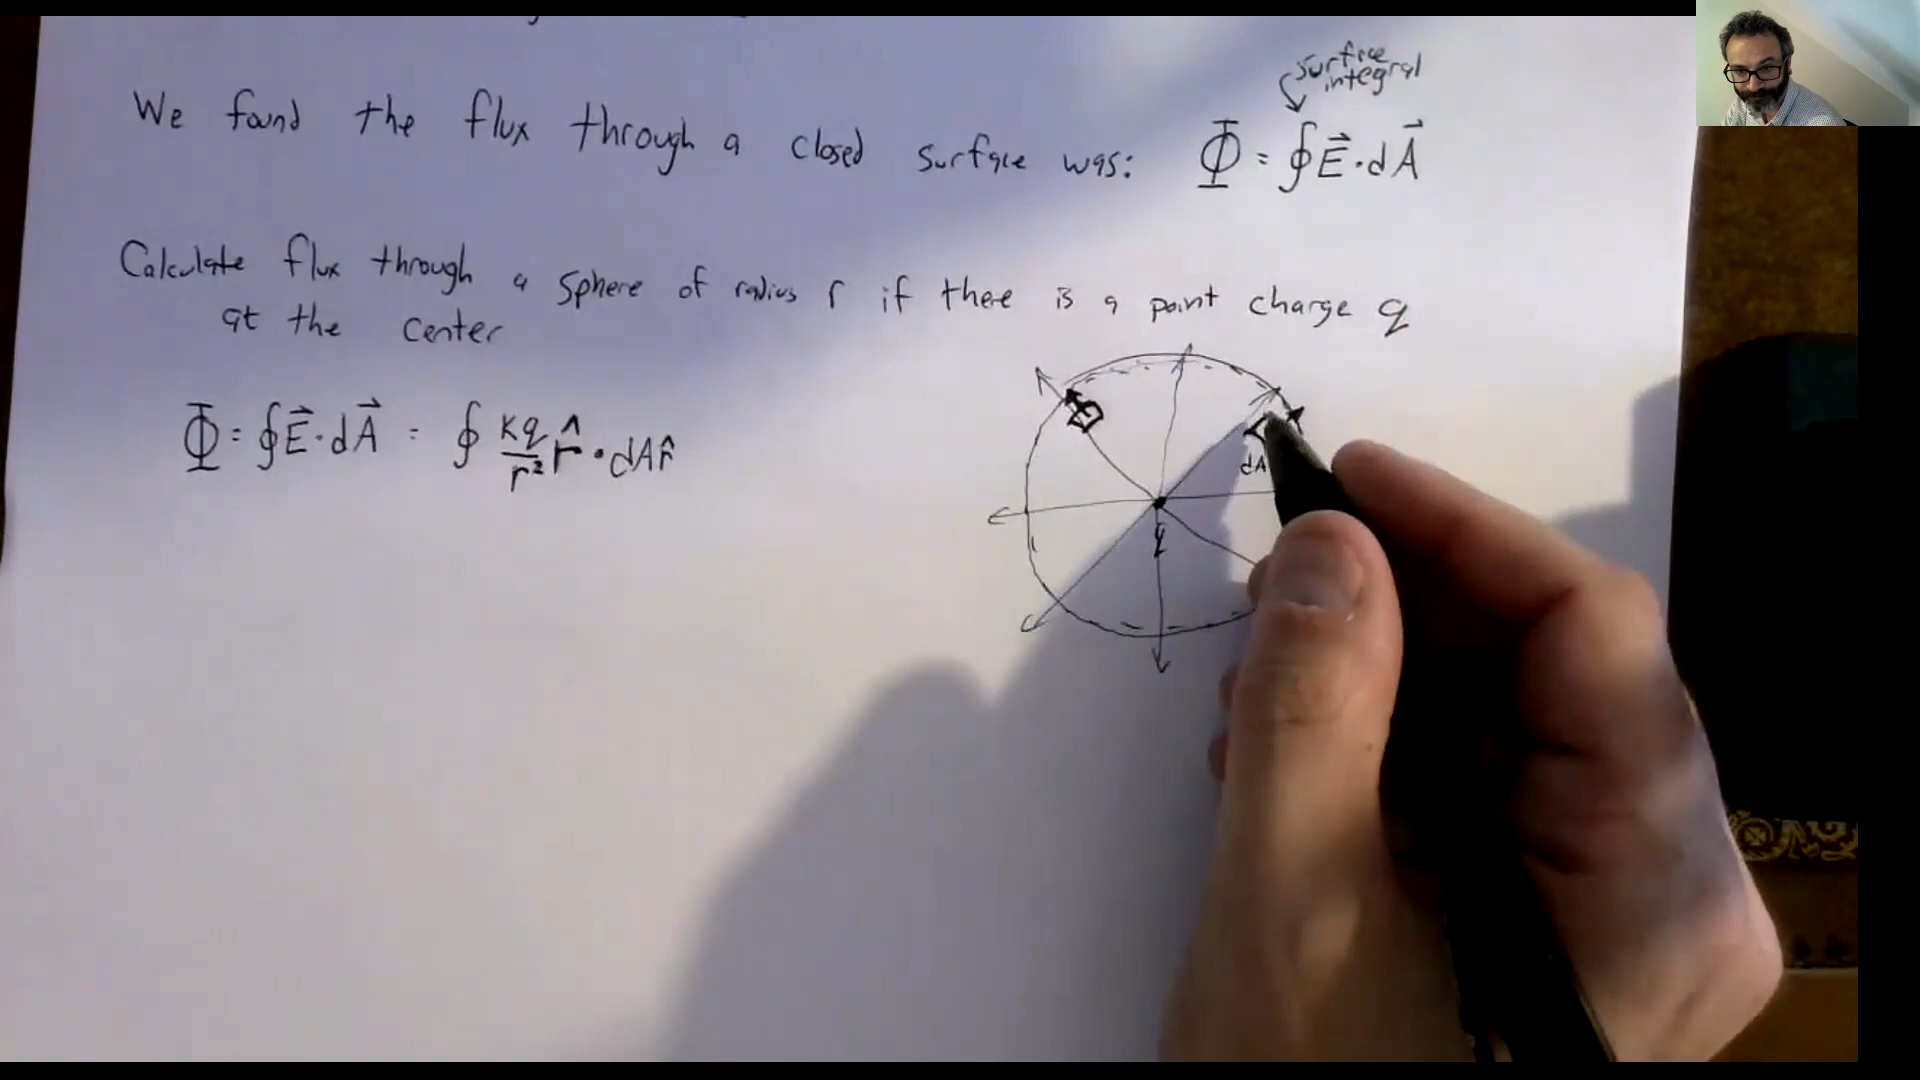 surface
integral
We found the flux through a closed surface was: Φ = ∮E⃗·dA⃗
Calculate flux through a sphere of radius r if there is a point charge q
at the center
Φ = ∮E⃗·dA⃗ = ∮ kq/r² r̂ · dA r̂
dA
q